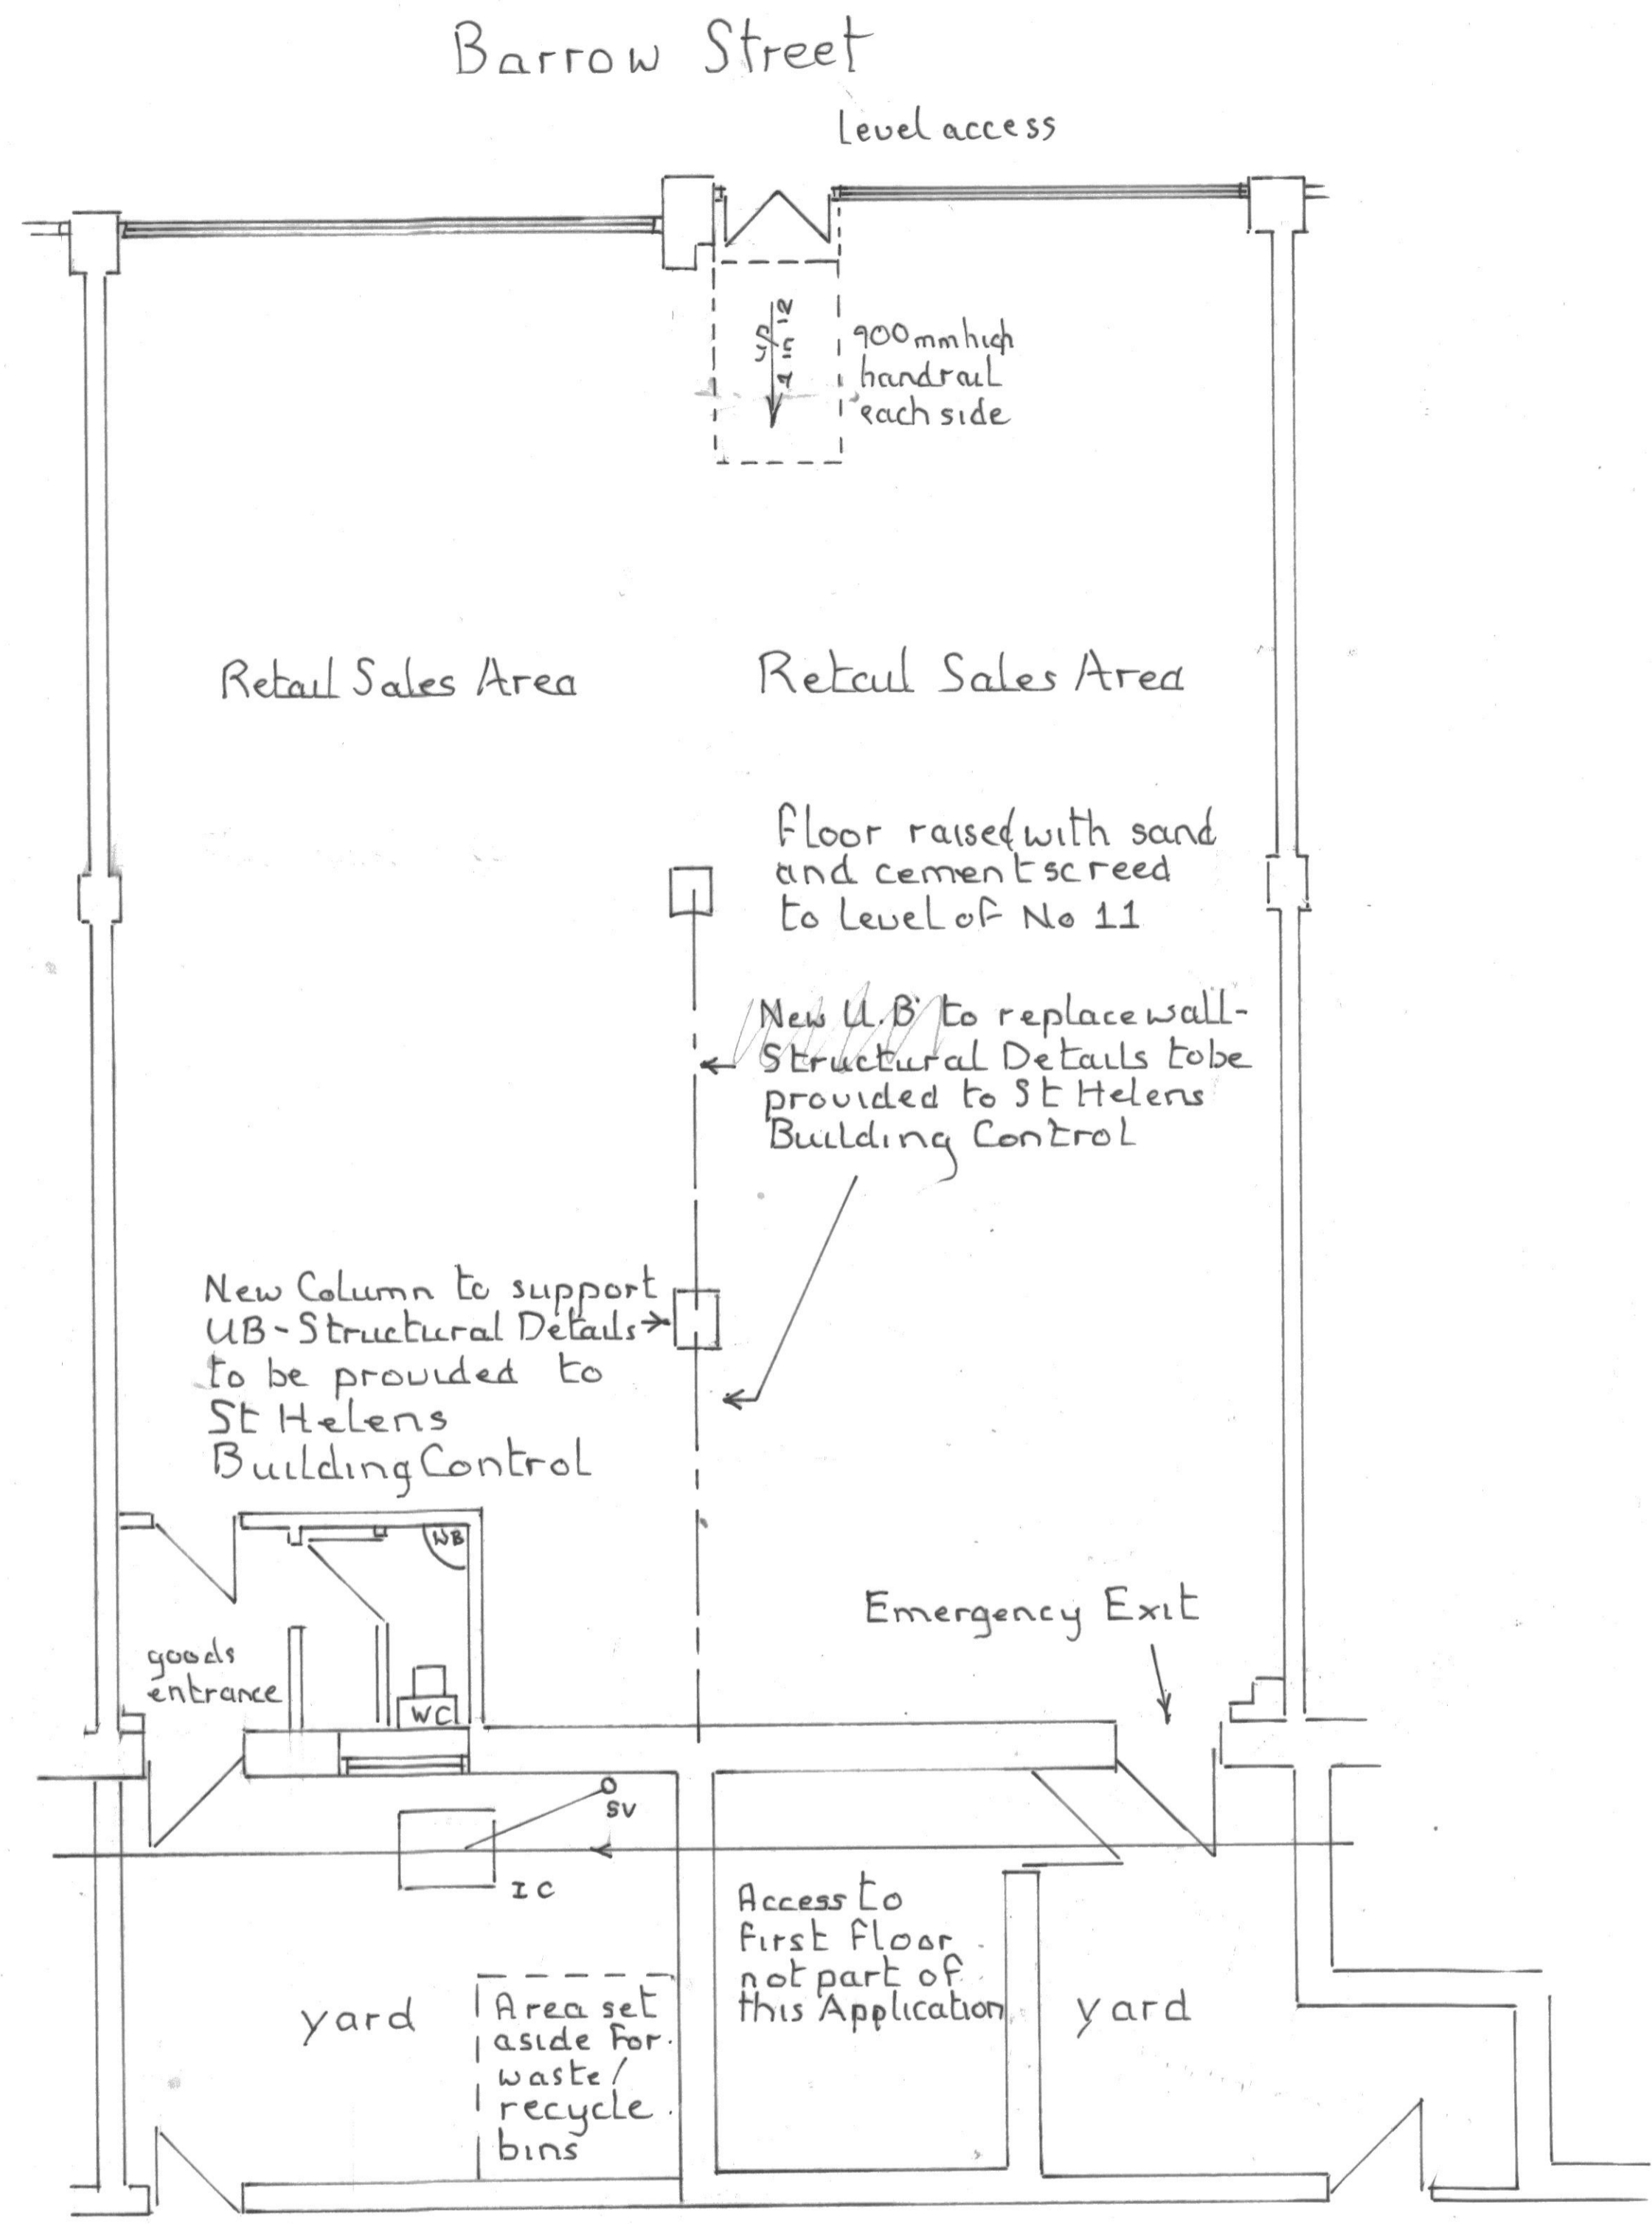 Barrow Street
level access
UP
1 in 12
900mm high
handrail
each side
Retail Sales Area
Retail Sales Area
Floor raised with sand
and cement screed
to level of No 11
New U.B to replace wall-
Structural Details to be
provided to St Helens
Building Control
New Column to support
UB-Structural Details
to be provided to
St Helens
Building Control
WB
goods
entrance
WC
Emergency Exit
SV
IC
Access to
first floor
not part of
this Application
yard
Area set
aside for
waste/
recycle
bins
yard